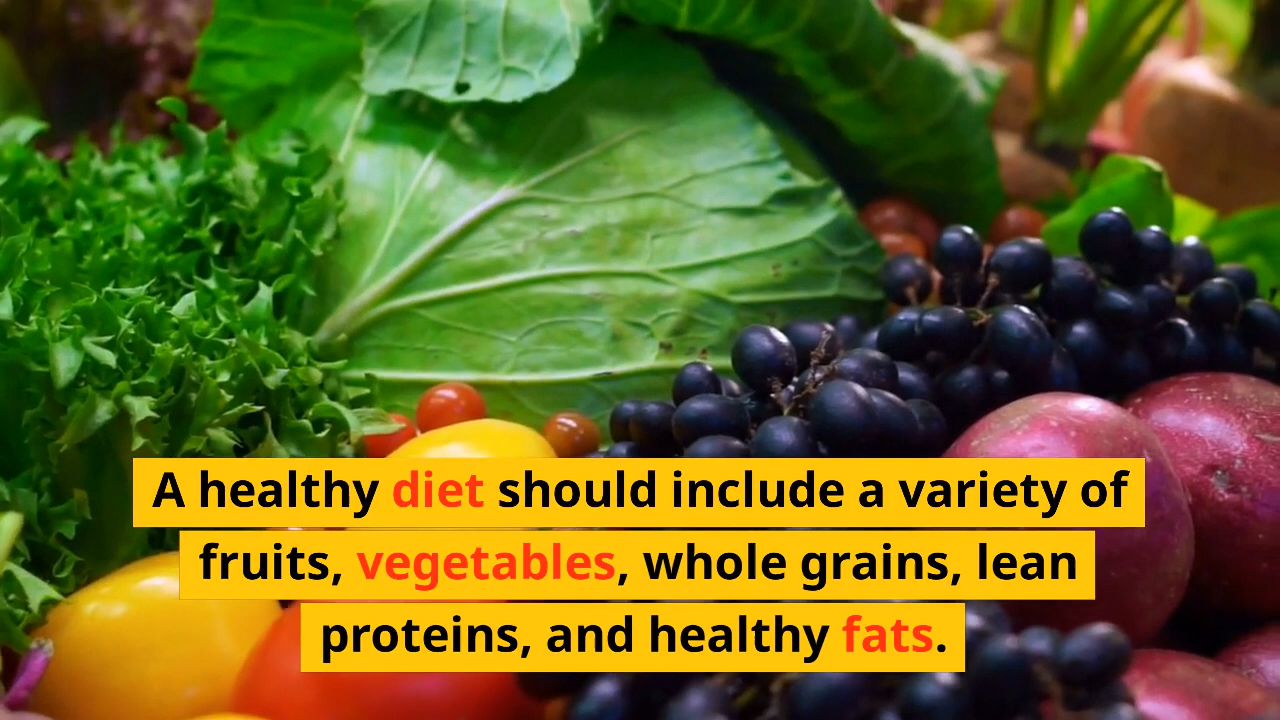 A healthy diet should include a variety of
fruits, vegetables, whole grains, lean
proteins, and healthy fats.